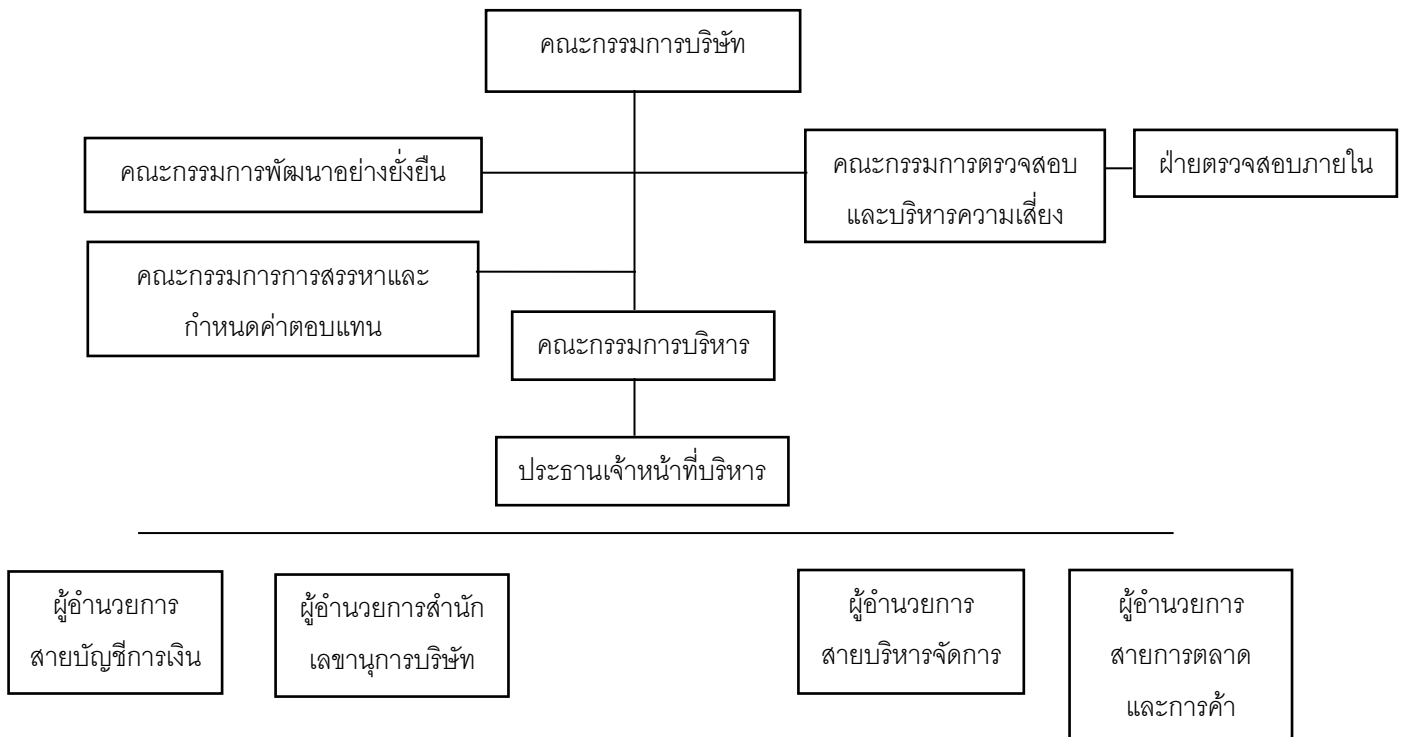 คณะกรรมการบริษัท
คณะกรรมการพัฒนาอย่างยั่งยืน
คณะกรรมการตรวจสอบ
และบริหารความเสี่ยง
ฝ่ายตรวจสอบภายใน
คณะกรรมการการสรรหาและ
กำหนดค่าตอบแทน
คณะกรรมการบริหาร
ประธานเจ้าหน้าที่บริหาร
ผู้อำนวยการ
สายบัญชีการเงิน
ผู้อำนวยการสำนัก
เลขานุการบริษัท
ผู้อำนวยการ
สายบริหารจัดการ
ผู้อำนวยการ
สายการตลาด
และการค้า